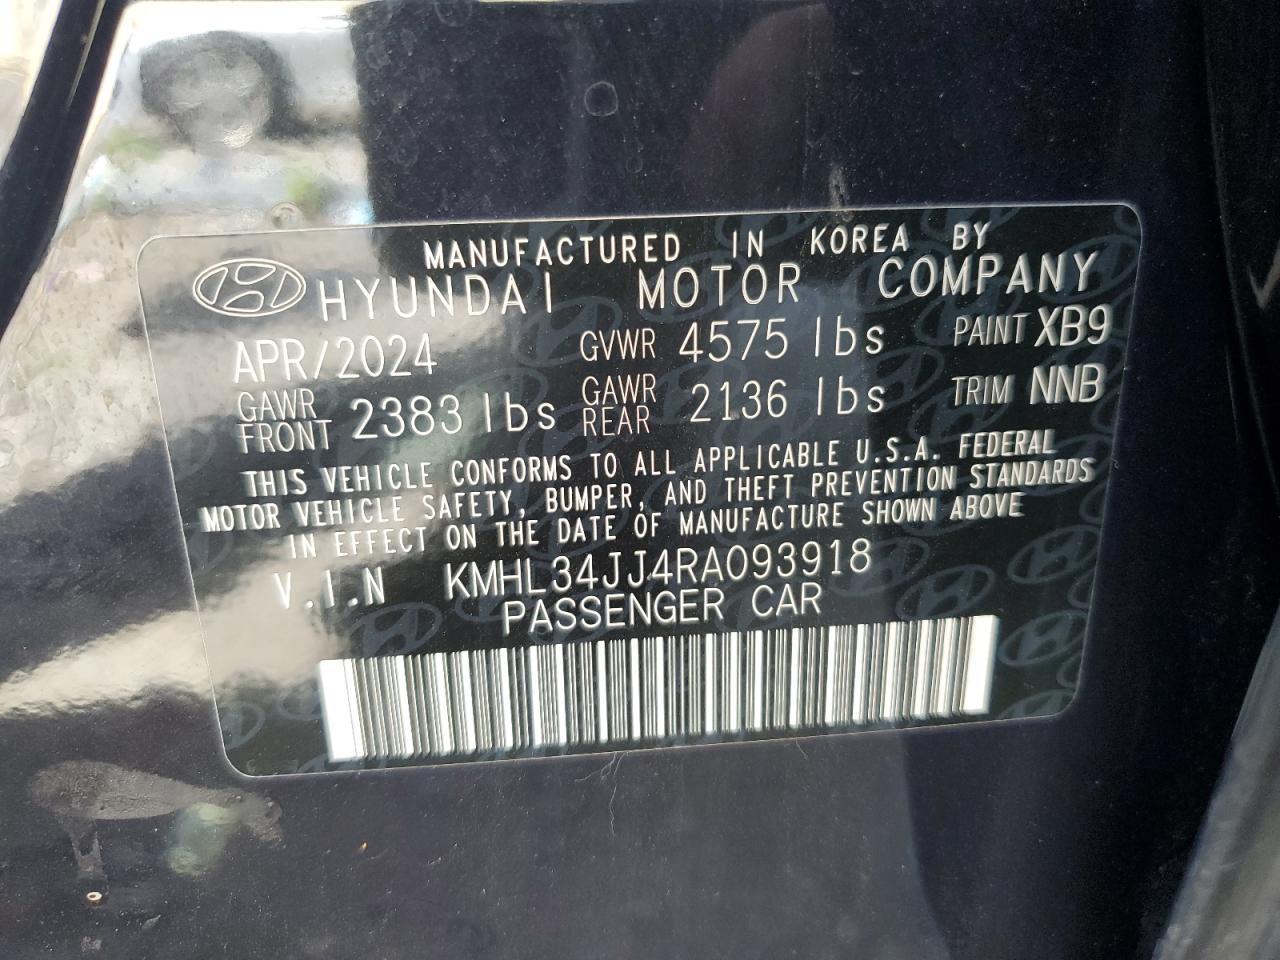 MANUFACTURED IN KOREA BY
HYUNDAI MOTOR COMPANY
APR/2024 GVWR 4575 lbs PAINT XB9
GAWR FRONT 2383 lbs GAWR REAR 2136 lbs TRIM NNB
THIS VEHICLE CONFORMS TO ALL APPLICABLE U.S.A. FEDERAL
MOTOR VEHICLE SAFETY, BUMPER, AND THEFT PREVENTION STANDARDS
IN EFFECT ON THE DATE OF MANUFACTURE SHOWN ABOVE
V.I.N KMHL34JJ4RA093918
PASSENGER CAR